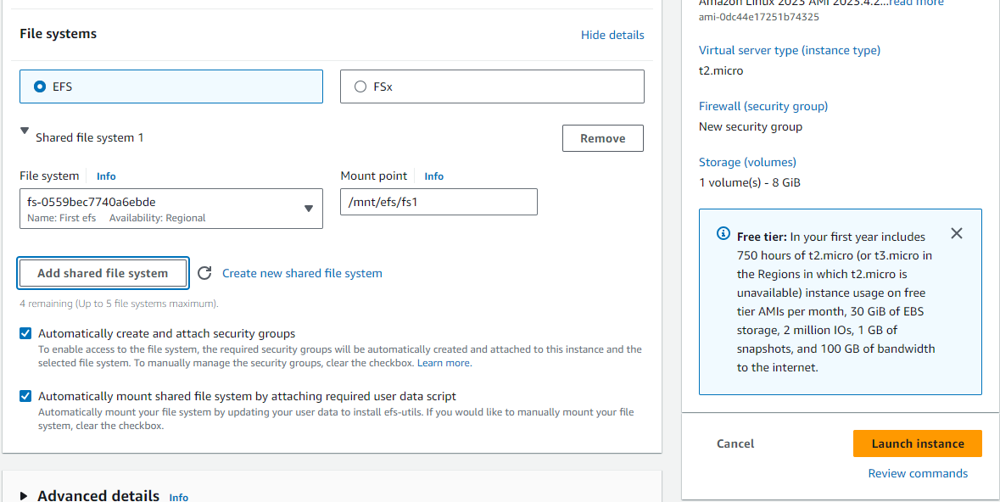 File systems
Hide details
EFS
FSx
Shared file system 1
Remove
File system
Info
Mount point
Info
fs-0559bec7740a6ebde
Name: First efs Availability: Regional
/mnt/efs/fs1
Add shared file system
Create new shared file system
4 remaining (Up to 5 file systems maximum).
Automatically create and attach security groups
To enable access to the file system, the required security groups will be automatically created and attached to this instance and the
selected file system. To manually manage the security groups, clear the checkbox. Learn more.
Automatically mount shared file system by attaching required user data script
Automatically mount your file system by updating your user data to install efs-utils. If you would like to manually mount your file
system, clear the checkbox.
Advanced details Info
Amazon Linux 2023 AMI 2023.4.2...read more
ami-0dc44e17251b74325
Virtual server type (instance type)
t2.micro
Firewall (security group)
New security group
Storage (volumes)
1 volume(s) - 8 GiB
Free tier: In your first year includes
750 hours of t2.micro (or t3.micro in
the Regions in which t2.micro is
unavailable) instance usage on free
tier AMIs per month, 30 GiB of EBS
storage, 2 million IOs, 1 GB of
snapshots, and 100 GB of bandwidth
to the internet.
Cancel
Launch instance
Review commands